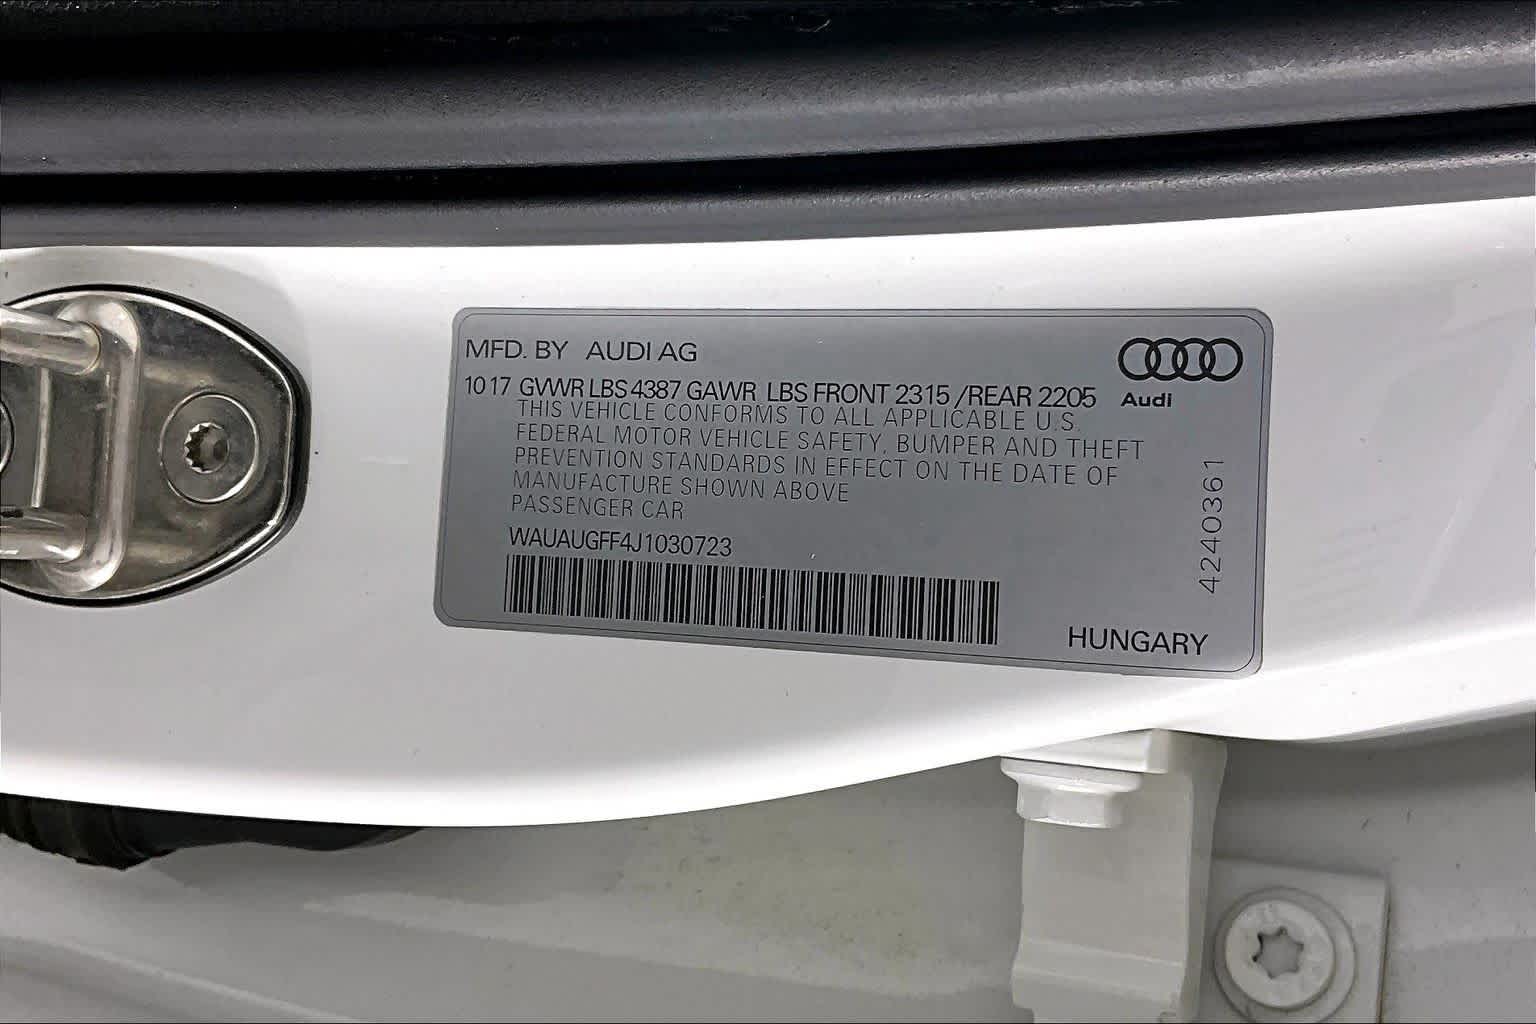 MFD. BY AUDI AG
10 17 GVWR LBS 4387 GAWR LBS FRONT 2315 /REAR 2205
Audi
THIS VEHICLE CONFORMS TO ALL APPLICABLE U.S.
FEDERAL MOTOR VEHICLE SAFETY, BUMPER AND THEFT
PREVENTION STANDARDS IN EFFECT ON THE DATE OF
MANUFACTURE SHOWN ABOVE
PASSENGER CAR
WAUAUGFF4J1030723
4240361
HUNGARY